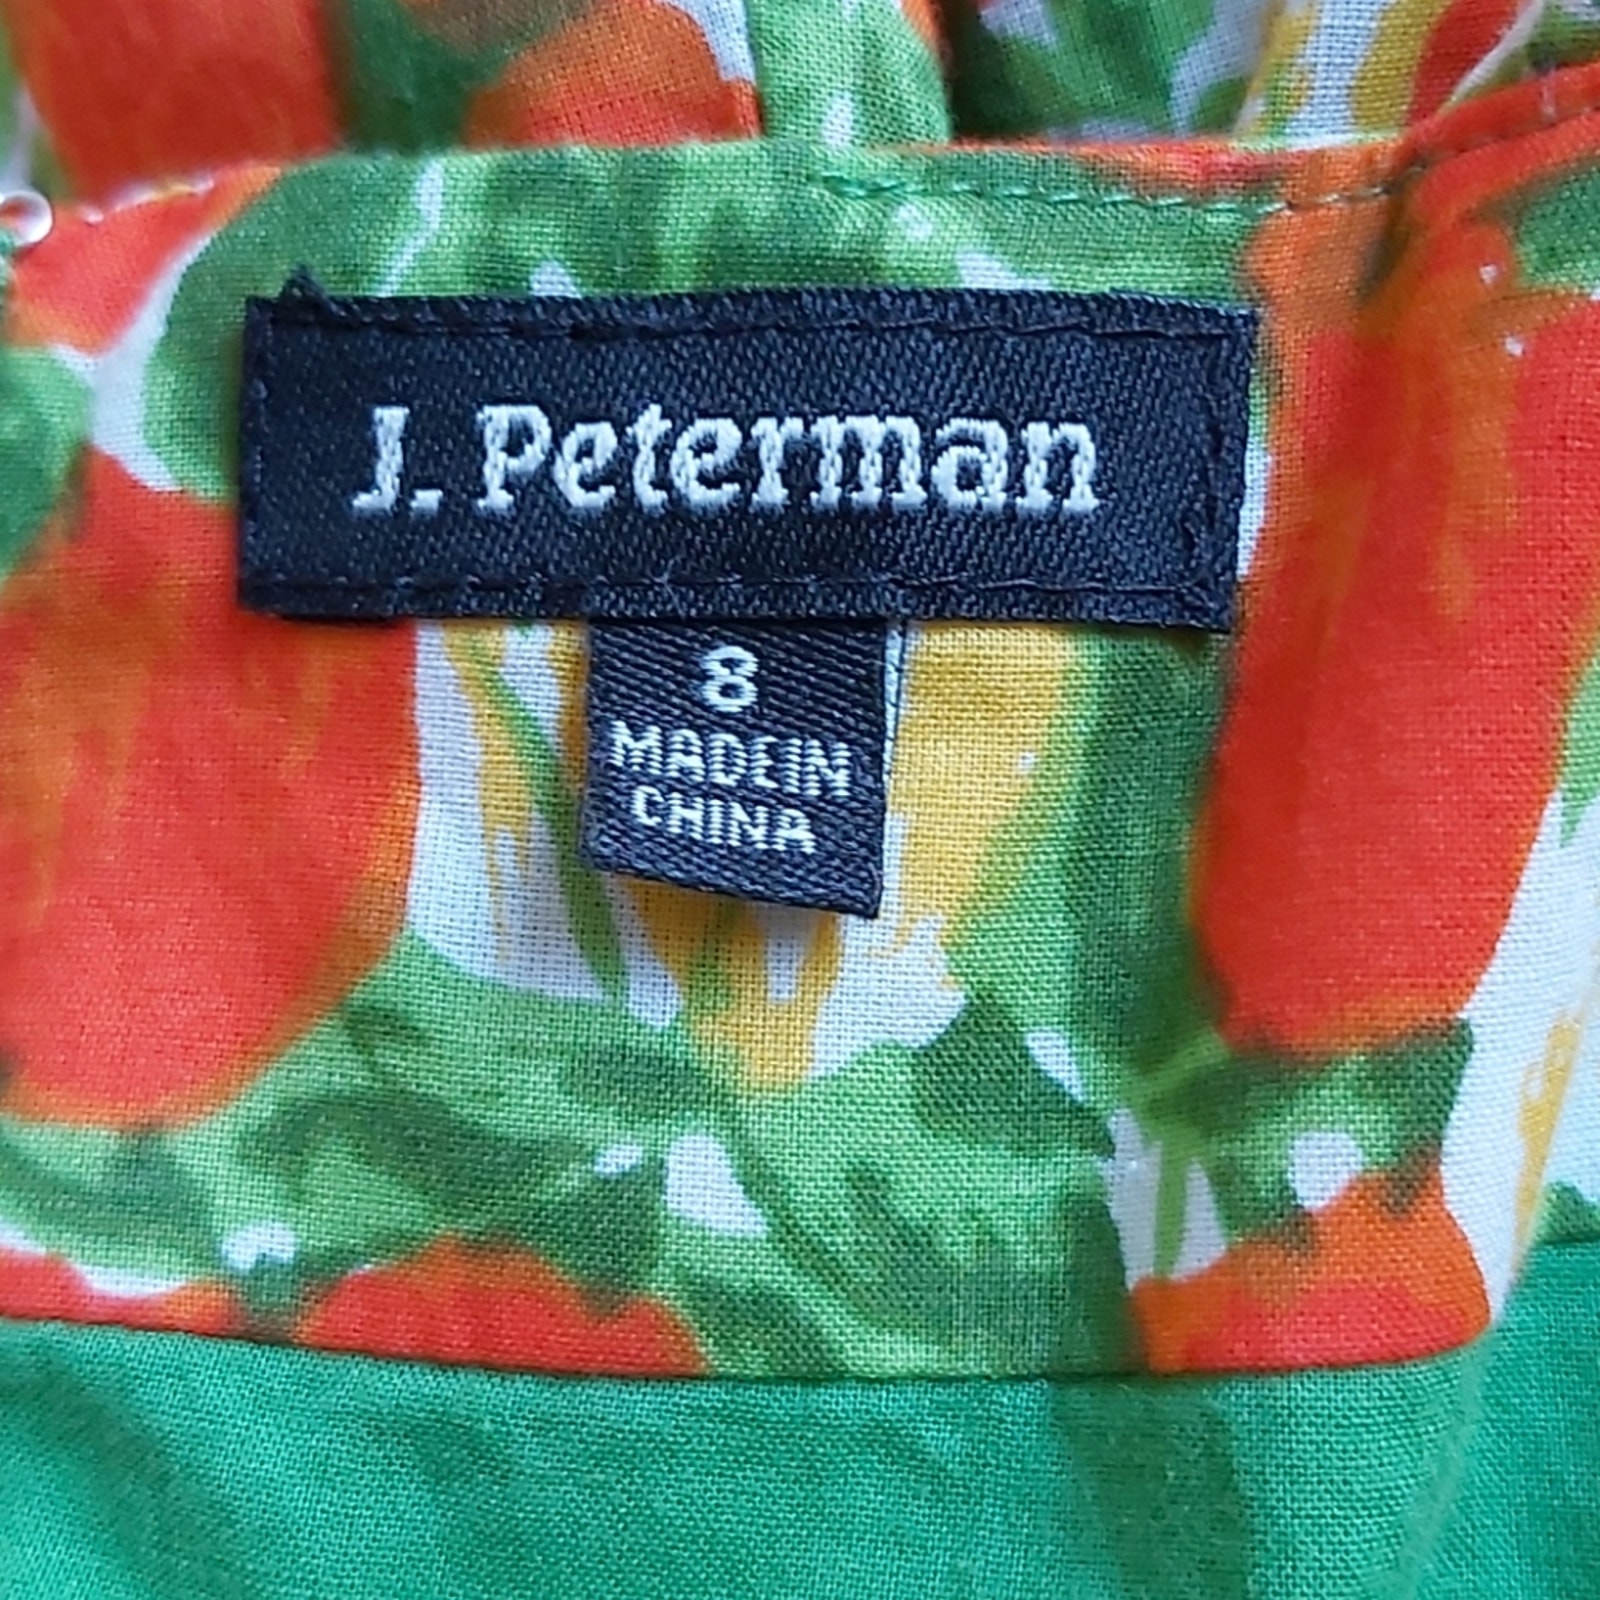 J. Peterman
8
MADE IN
CHINA